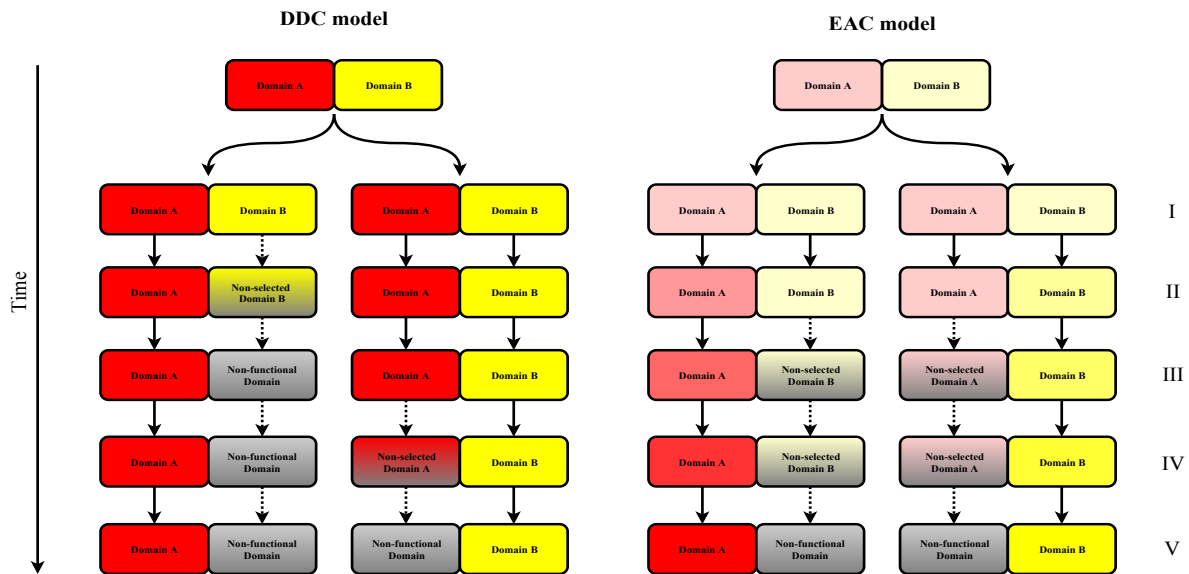 DDC model
EAC model
Domain A
Domain B
Domain A
Domain B
Time
Domain A
Domain B
Domain A
Domain B
Domain A
Domain B
Domain A
Domain B
I
Domain A
Non-selected
Domain B
Domain A
Domain B
Domain A
Domain B
Domain A
Domain B
II
Domain A
Non-functional
Domain
Domain A
Domain B
Domain A
Non-selected
Domain B
Non-selected
Domain A
Domain B
III
Domain A
Non-functional
Domain
Non-selected
Domain A
Domain B
Domain A
Non-selected
Domain B
Non-selected
Domain A
Domain B
IV
Domain A
Non-functional
Domain
Non-functional
Domain
Domain B
Domain A
Non-functional
Domain
Non-functional
Domain
Domain B
V